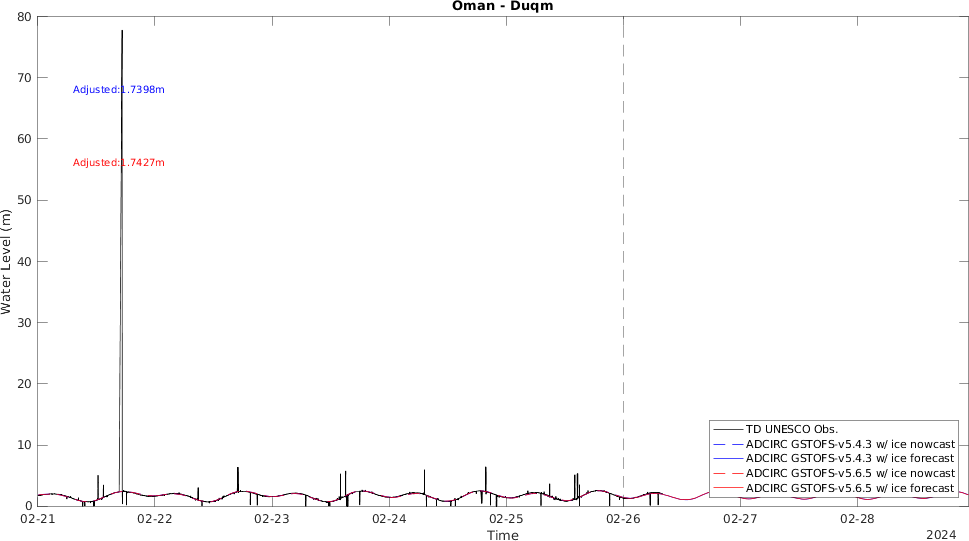 Oman - Duqm
80
70
60
50
40
30
20
10
0
Water Level (m)
Adjusted:1.7398m
Adjusted:1.7427m
TD UNESCO Obs.
ADCIRC GSTOFS-v5.4.3 w/ ice nowcast
ADCIRC GSTOFS-v5.4.3 w/ ice forecast
ADCIRC GSTOFS-v5.6.5 w/ ice nowcast
ADCIRC GSTOFS-v5.6.5 w/ ice forecast
02-21 02-22 02-23 02-24 02-25 02-26 02-27 02-28
Time
2024